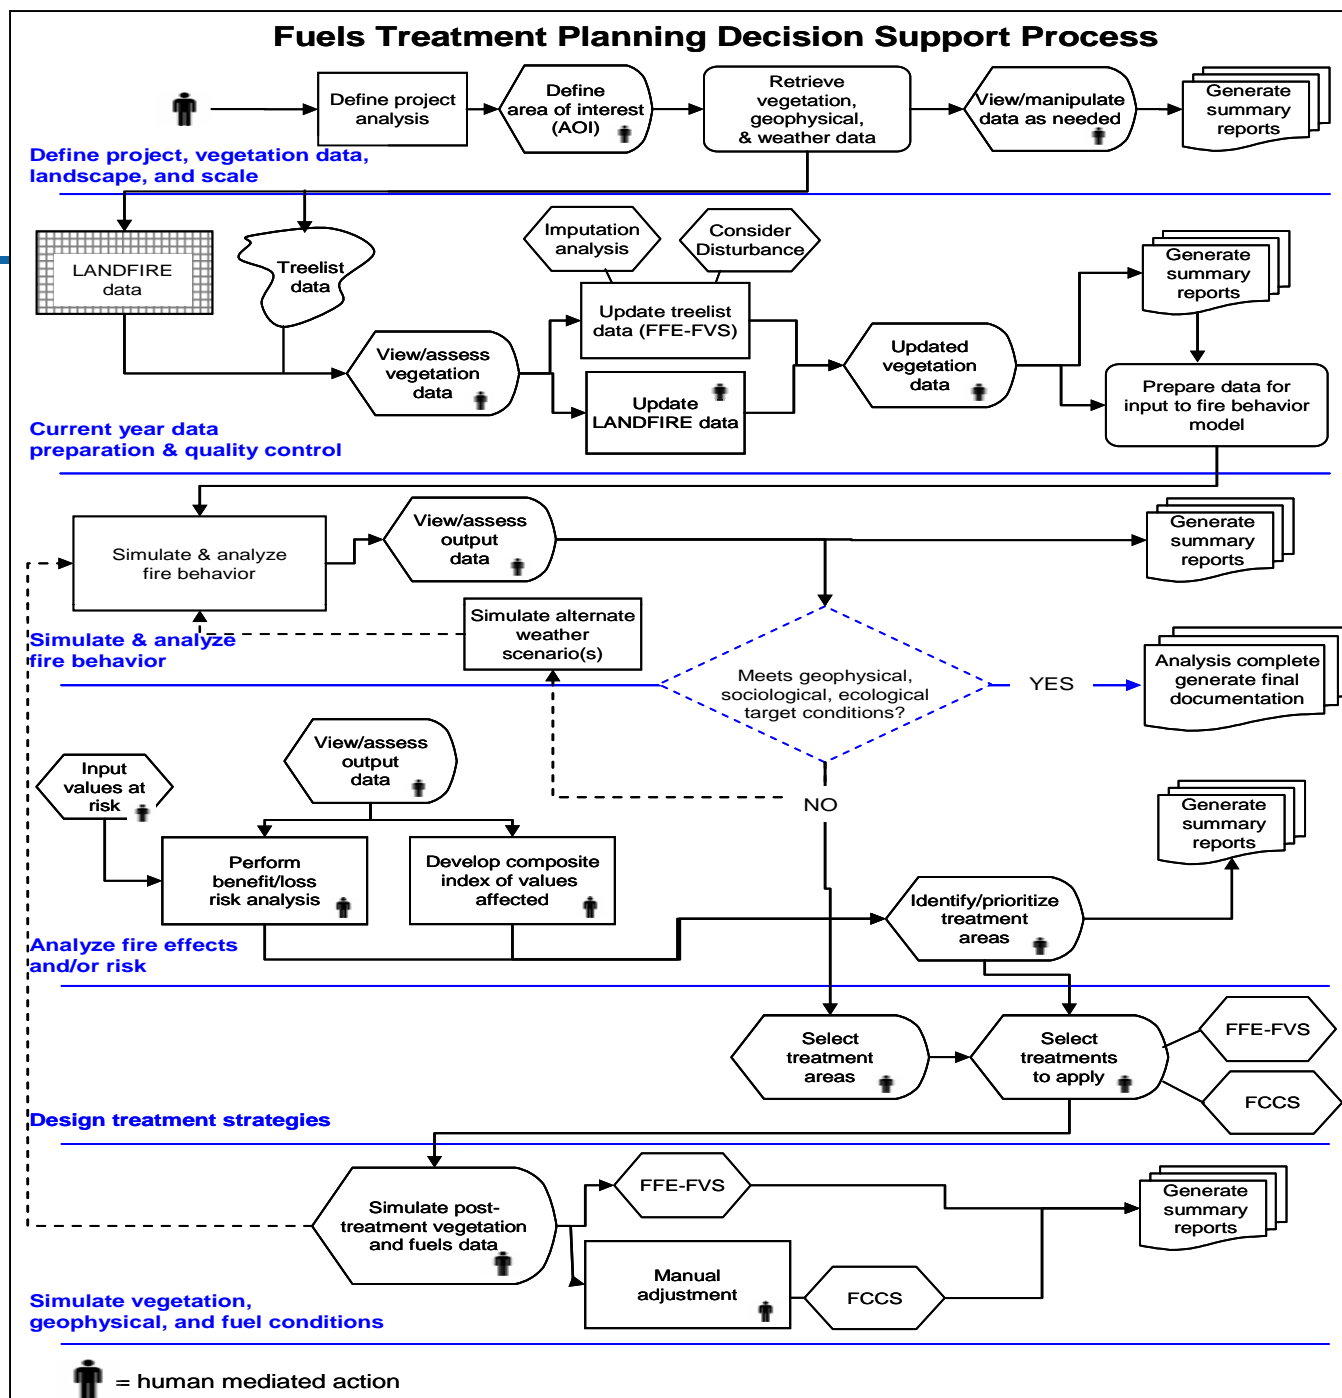 Fuels Treatment Planning Decision Support Process
Define project
analysis
Define
area of interest
(AOI)
Retrieve
vegetation,
geophysical,
& weather data
View/manipulate
data as needed
Generate
summary
reports
Define project, vegetation data,
landscape, and scale
LANDFIRE
data
Treelist
data
Imputation
analysis
Consider
Disturbance
View/assess
vegetation
data
Update treelist
data (FFE-FVS)
Update
LANDFIRE data
Updated
vegetation
data
Generate
summary
reports
Prepare data for
input to fire behavior
model
Current year data
preparation & quality control
Simulate & analyze
fire behavior
View/assess
output
data
Generate
summary
reports
Simulate alternate
weather
scenario(s)
Simulate & analyze
fire behavior
Meets geophysical,
sociological, ecological
target conditions?
YES
Analysis complete
generate final
documentation
NO
View/assess
output
data
Input
values at
risk
Perform
benefit/loss
risk analysis
Develop composite
index of values
affected
Identify/prioritize
treatment
areas
Generate
summary
reports
Analyze fire effects
and/or risk
Select
treatment
areas
Select
treatments
to apply
FFE-FVS
FCCS
Design treatment strategies
Simulate post-
treatment vegetation
and fuels data
FFE-FVS
Manual
adjustment
FCCS
Generate
summary
reports
Simulate vegetation,
geophysical, and fuel conditions
= human mediated action